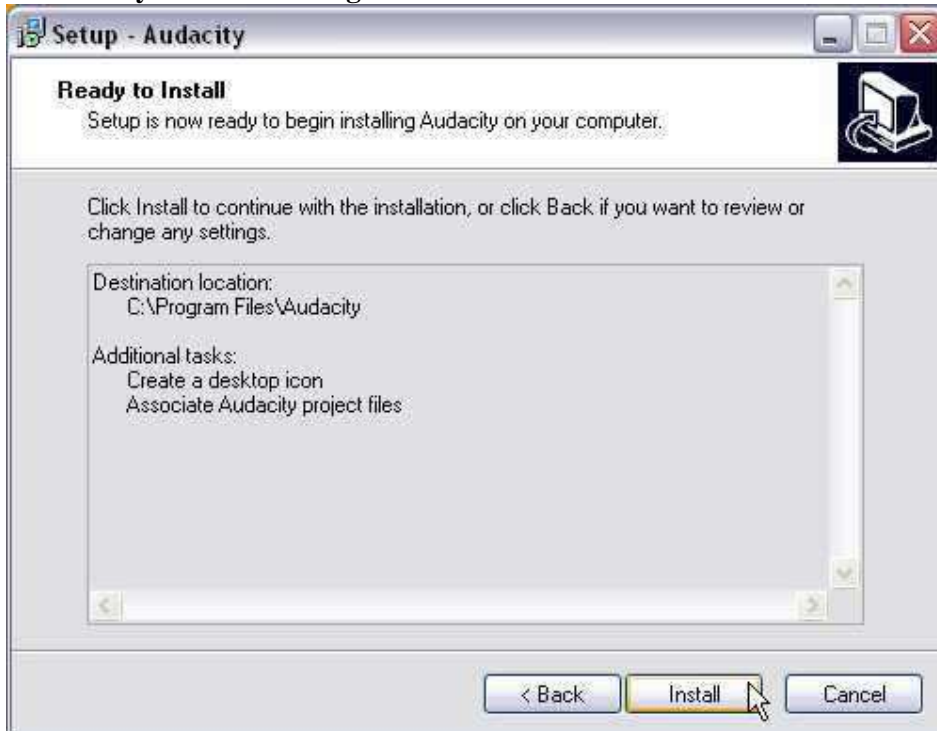 Setup - Audacity
Ready to Install
Setup is now ready to begin installing Audacity on your computer.
Click Install to continue with the installation, or click Back if you want to review or
change any settings.
Destination location:
C:\Program Files\Audacity
Additional tasks:
Create a desktop icon
Associate Audacity project files
< Back Install Cancel